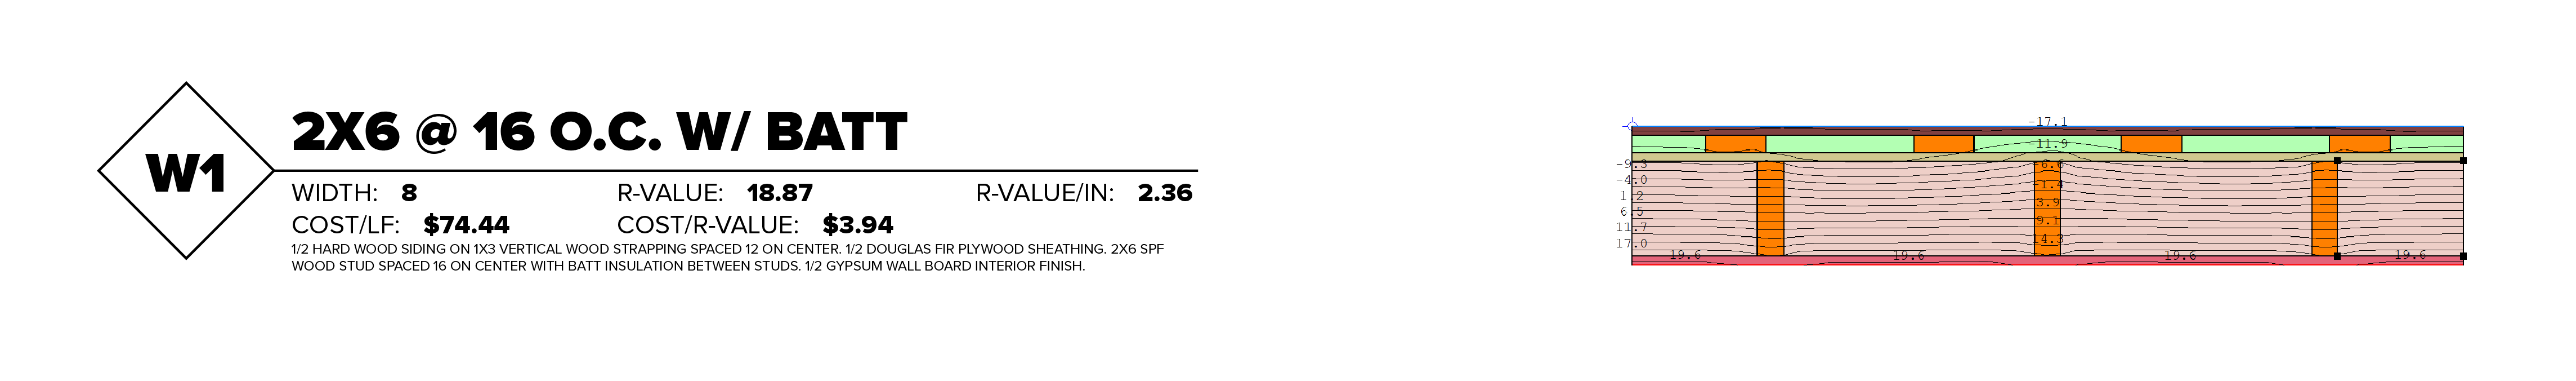 W1
2X6 @ 16 O.C. W/ BATT
WIDTH: 8 R-VALUE: 18.87 R-VALUE/IN: 2.36
COST/LF: $74.44 COST/R-VALUE: $3.94
1/2 HARD WOOD SIDING ON 1X3 VERTICAL WOOD STRAPPING SPACED 12 ON CENTER. 1/2 DOUGLAS FIR PLYWOOD SHEATHING. 2X6 SPF
WOOD STUD SPACED 16 ON CENTER WITH BATT INSULATION BETWEEN STUDS. 1/2 GYPSUM WALL BOARD INTERIOR FINISH.
-17.1
-11.9
-9.3 -6.6
-4.0 -1.4
1.2 3.9
6.5 9.1
11.7 14.3
17.0
19.6 19.6 19.6 19.6